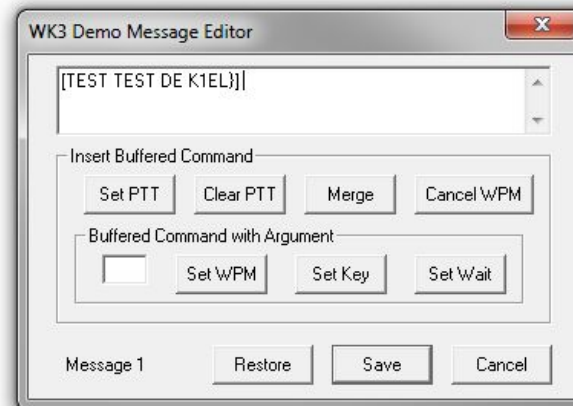 WK3 Demo Message Editor
[TEST TEST DE K1EL}]
Insert Buffered Command
Set PTT Clear PTT Merge Cancel WPM
Buffered Command with Argument
Set WPM Set Key Set Wait
Message 1 Restore Save Cancel